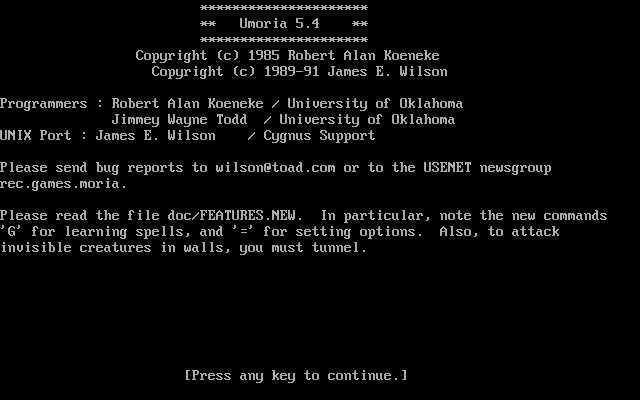 *********************
**   Umoria 5.4    **
*********************
Copyright (c) 1985 Robert Alan Koeneke
Copyright (c) 1989-91 James E. Wilson
Programmers : Robert Alan Koeneke / University of Oklahoma
Jimmey Wayne Todd  / University of Oklahoma
UNIX Port : James E. Wilson    / Cygnus Support
Please send bug reports to wilson@toad.com or to the USENET newsgroup
rec.games.moria.
Please read the file doc/FEATURES.NEW.  In particular, note the new commands
'G' for learning spells, and '=' for setting options.  Also, to attack
invisible creatures in walls, you must tunnel.
[Press any key to continue.]